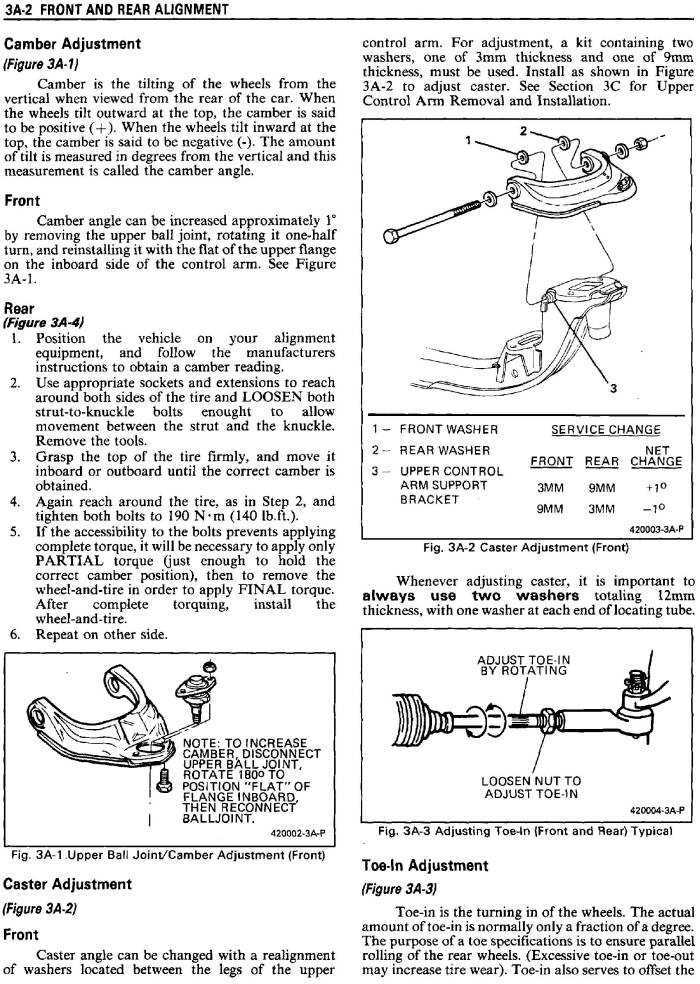 3A-2 FRONT AND REAR ALIGNMENT
Camber Adjustment
(Figure 3A-1)
Camber is the tilting of the wheels from the
vertical when viewed from the rear of the car. When
the wheels tilt outward at the top, the camber is said
to be positive (+). When the wheels tilt inward at the
top, the camber is said to be negative (-). The amount
of tilt is measured in degrees from the vertical and this
measurement is called the camber angle.
Front
Camber angle can be increased approximately 1°
by removing the upper ball joint, rotating it one-half
turn, and reinstalling it with the flat of the upper flange
on the inboard side of the control arm. See Figure
3A-1.
Rear
(Figure 3A-4)
1. Position the vehicle on your alignment
equipment, and follow the manufacturers
instructions to obtain a camber reading.
2. Use appropriate sockets and extensions to reach
around both sides of the tire and LOOSEN both
strut-to-knuckle bolts enought to allow
movement between the strut and the knuckle.
Remove the tools.
3. Grasp the top of the tire firmly, and move it
inboard or outboard until the correct camber is
obtained.
4. Again reach around the tire, as in Step 2, and
tighten both bolts to 190 N·m (140 lb.ft.).
5. If the accessibility to the bolts prevents applying
complete torque, it will be necessary to apply only
PARTIAL torque (just enough to hold the
correct camber position), then to remove the
wheel-and-tire in order to apply FINAL torque.
After complete torquing, install the
wheel-and-tire.
6. Repeat on other side.
NOTE: TO INCREASE
CAMBER, DISCONNECT
UPPER BALL JOINT,
ROTATE 180° TO
POSITION "FLAT" OF
FLANGE INBOARD,
THEN RECONNECT
BALLJOINT.
420002-3A-P
Fig. 3A-1 Upper Ball Joint/Camber Adjustment (Front)
Caster Adjustment
(Figure 3A-2)
Front
Caster angle can be changed with a realignment
of washers located between the legs of the upper
control arm. For adjustment, a kit containing two
washers, one of 3mm thickness and one of 9mm
thickness, must be used. Install as shown in Figure
3A-2 to adjust caster. See Section 3C for Upper
Control Arm Removal and Installation.
1
2
3
1 – FRONT WASHER
2 – REAR WASHER
3 – UPPER CONTROL
ARM SUPPORT
BRACKET
SERVICE CHANGE
NET
FRONT REAR CHANGE
3MM 9MM +1°
9MM 3MM –1°
420003-3A-P
Fig. 3A-2 Caster Adjustment (Front)
Whenever adjusting caster, it is important to
always use two washers totaling 12mm
thickness, with one washer at each end of locating tube.
ADJUST TOE-IN
BY ROTATING
LOOSEN NUT TO
ADJUST TOE-IN
420004-3A-P
Fig. 3A-3 Adjusting Toe-In (Front and Rear) Typical
Toe-In Adjustment
(Figure 3A-3)
Toe-in is the turning in of the wheels. The actual
amount of toe-in is normally only a fraction of a degree.
The purpose of a toe specifications is to ensure parallel
rolling of the rear wheels. (Excessive toe-in or toe-out
may increase tire wear). Toe-in also serves to offset the